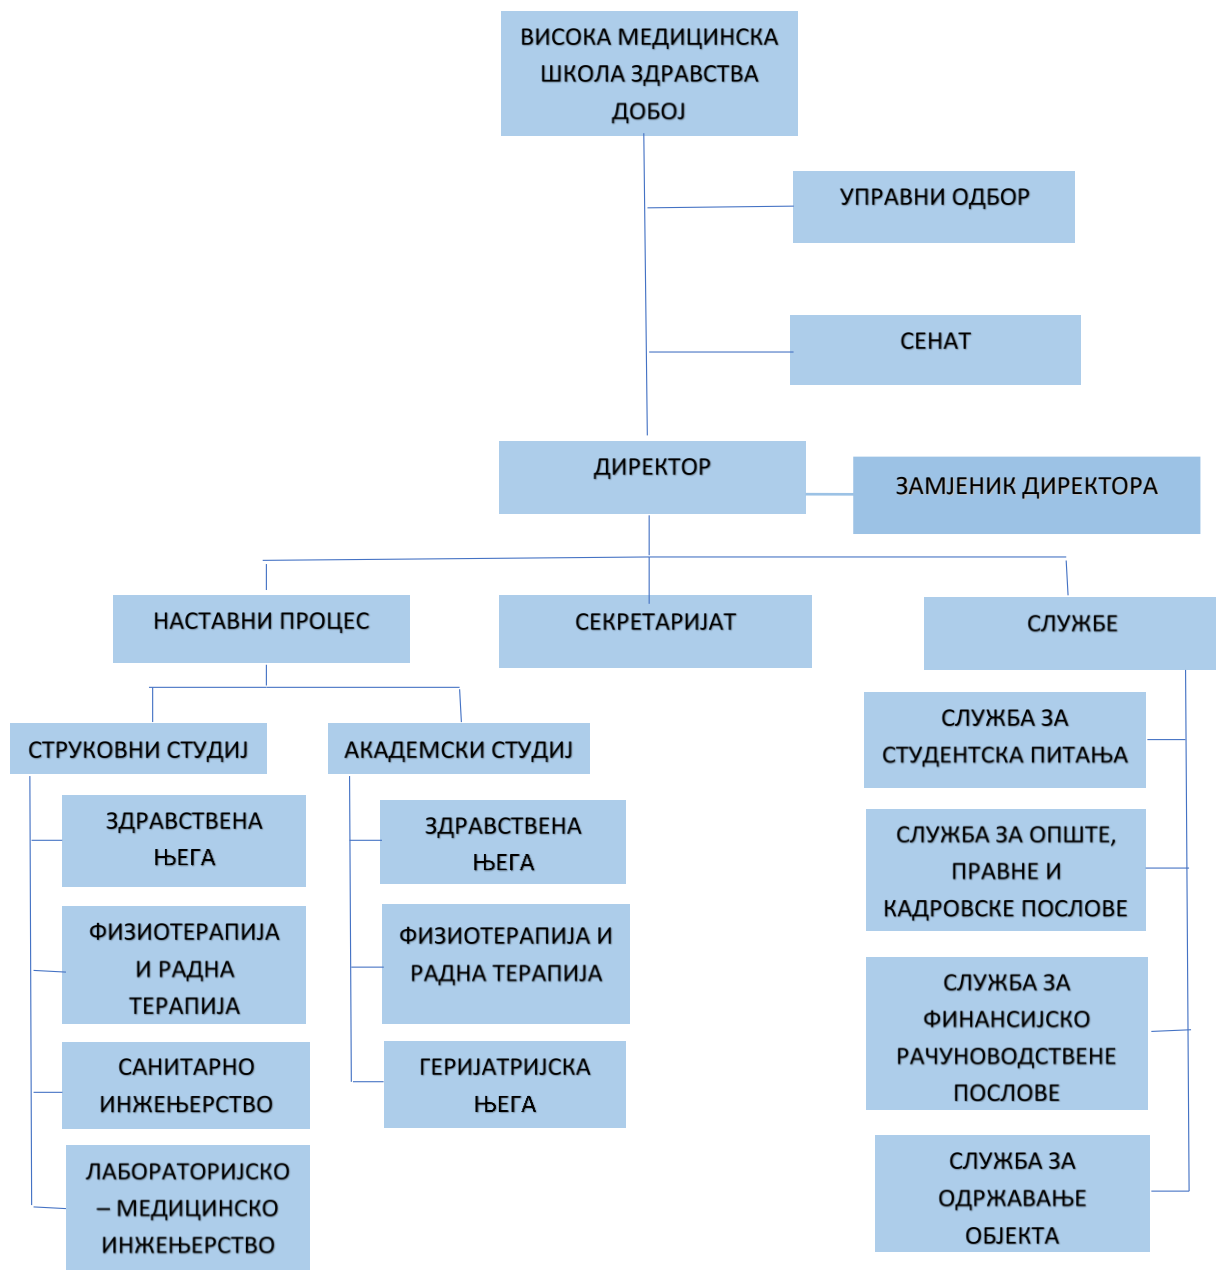 ВИСОКА МЕДИЦИНСКА
ШКОЛА ЗДРАВСТВА
ДОБОЈ
УПРАВНИ ОДБОР
СЕНАТ
ДИРЕКТОР
ЗАМЈЕНИК ДИРЕКТОРА
НАСТАВНИ ПРОЦЕС
СЕКРЕТАРИЈАТ
СЛУЖБЕ
СТРУКОВНИ СТУДИЈ
ЗДРАВСТВЕНА
ЊЕГА
ФИЗИОТЕРАПИЈА
И РАДНА
ТЕРАПИЈА
САНИТАРНО
ИНЖЕЊЕРСТВО
ЛАБОРАТОРИЈСКО
– МЕДИЦИНСКО
ИНЖЕЊЕРСТВО
АКАДЕМСКИ СТУДИЈ
ЗДРАВСТВЕНА
ЊЕГА
ФИЗИОТЕРАПИЈА И
РАДНА ТЕРАПИЈА
ГЕРИЈАТРИЈСКА
ЊЕГА
СЛУЖБА ЗА
СТУДЕНТСКА ПИТАЊА
СЛУЖБА ЗА ОПШТЕ,
ПРАВНЕ И
КАДРОВСКЕ ПОСЛОВЕ
СЛУЖБА ЗА
ФИНАНСИЈСКО
РАЧУНОВОДСТВЕНЕ
ПОСЛОВЕ
СЛУЖБА ЗА
ОДРЖАВАЊЕ
ОБЈЕКТА